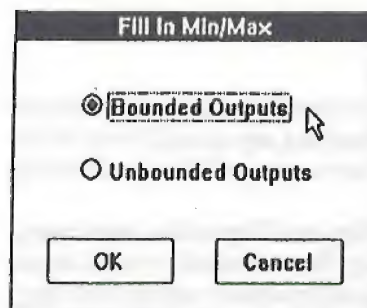 Fill In Min/Max
Bounded Outputs
Unbounded Outputs
OK
Cancel